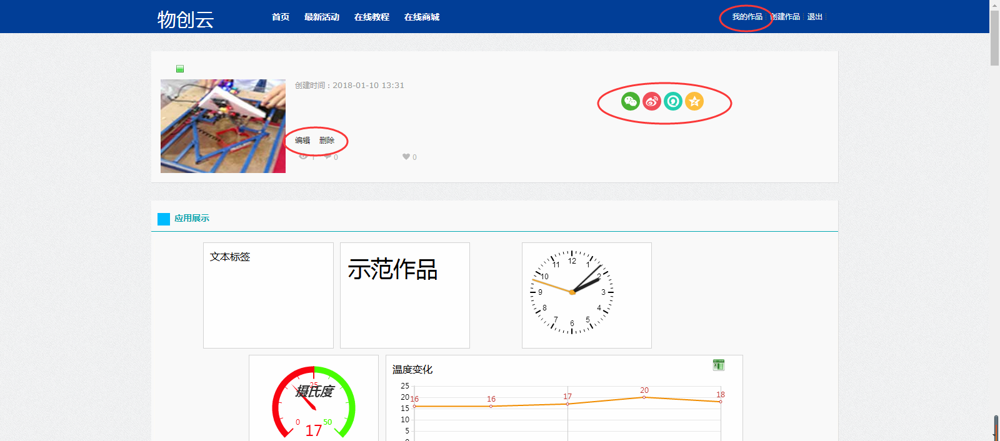 物创云 首页 最新活动 在线教程 在线商城 我的作品 创建作品 退出
创建时间：2018-01-10 13:31
编辑 删除
1 0 0
应用展示
文本标签
示范作品
12
11 1
10 2
9 3
8 4
7 5
6
25
摄氏度
0 50
17
温度变化
25
20
15
10
5
0
16 16 17 20 18